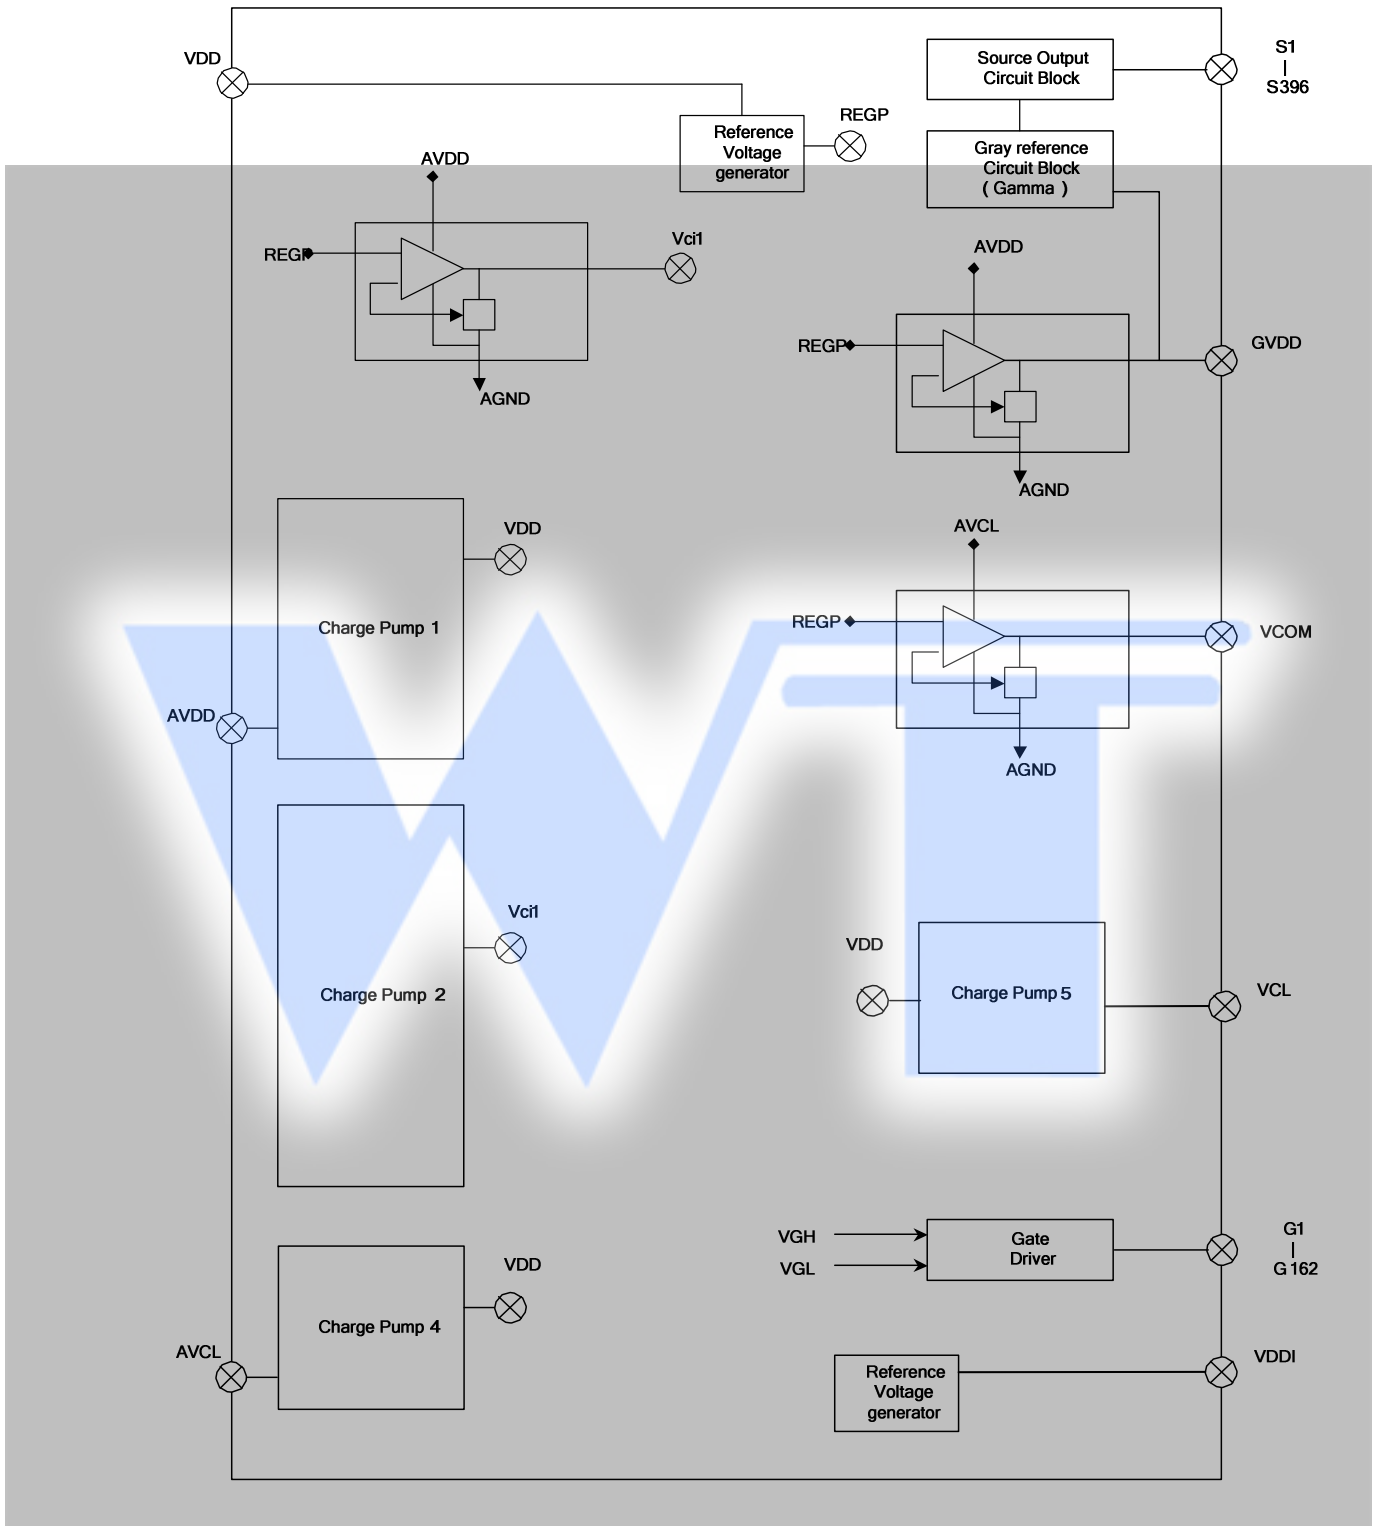 VDD
Source Output
Circuit Block
S1
S396
REGP
Reference
Voltage
generator
Gray reference
Circuit Block
( Gamma )
AVDD
REGP
Vci1
AGND
AVDD
REGP
GVDD
AGND
VDD
Charge Pump 1
AVDD
AVCL
REGP
VCOM
AGND
Vci1
Charge Pump 2
VDD
Charge Pump 5
VCL
VGH
VGL
Gate
Driver
G1
G162
VDD
Charge Pump 4
AVCL
Reference
Voltage
generator
VDDI
WT